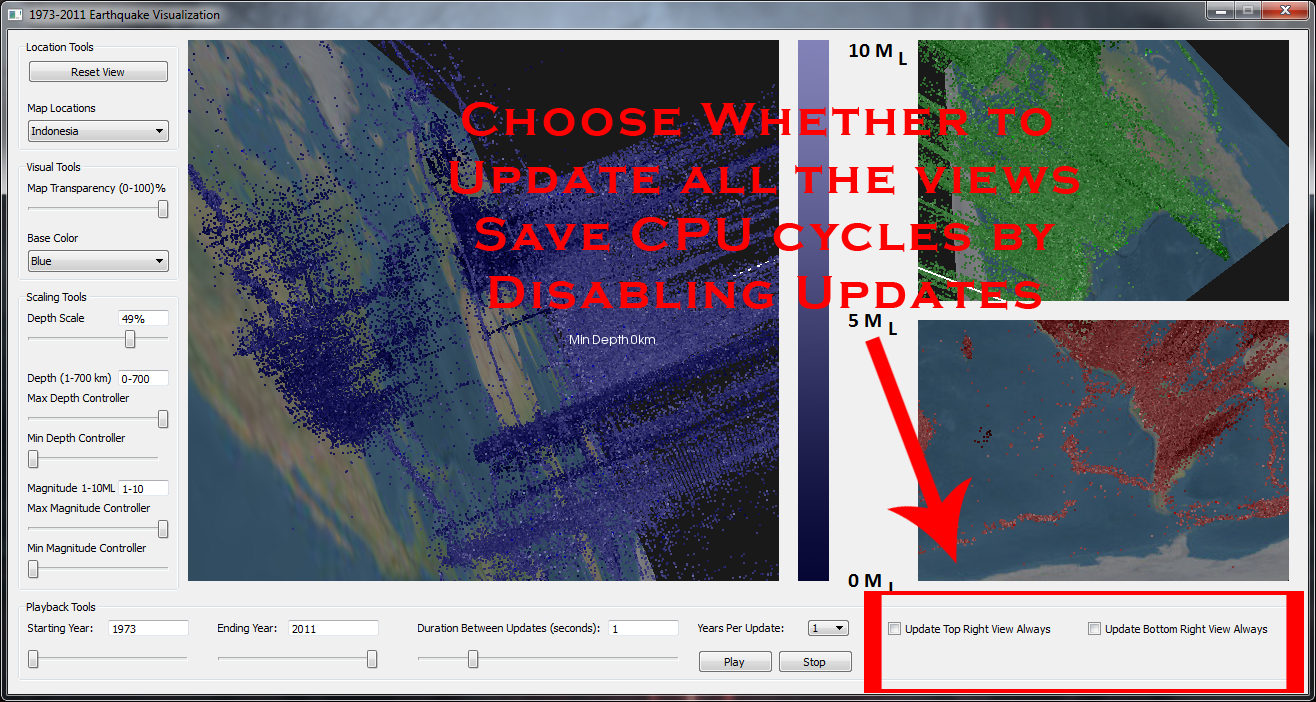 1973-2011 Earthquake Visualization
Location Tools
Reset View
Map Locations
Indonesia
Visual Tools
Map Transparency (0-100)%
Base Color
Blue
Scaling Tools
Depth Scale 49%
Depth (1-700 km) 0-700
Max Depth Controller
Min Depth Controller
Magnitude 1-10ML 1-10
Max Magnitude Controller
Min Magnitude Controller
Choose Whether to
Update all the views
Save CPU cycles by
Disabling Updates
Min Depth 0km
10 M L
5 M L
0 M L
Playback Tools
Starting Year: 1973
Ending Year: 2011
Duration Between Updates (seconds): 1
Years Per Update: 1
Play
Stop
Update Top Right View Always
Update Bottom Right View Always